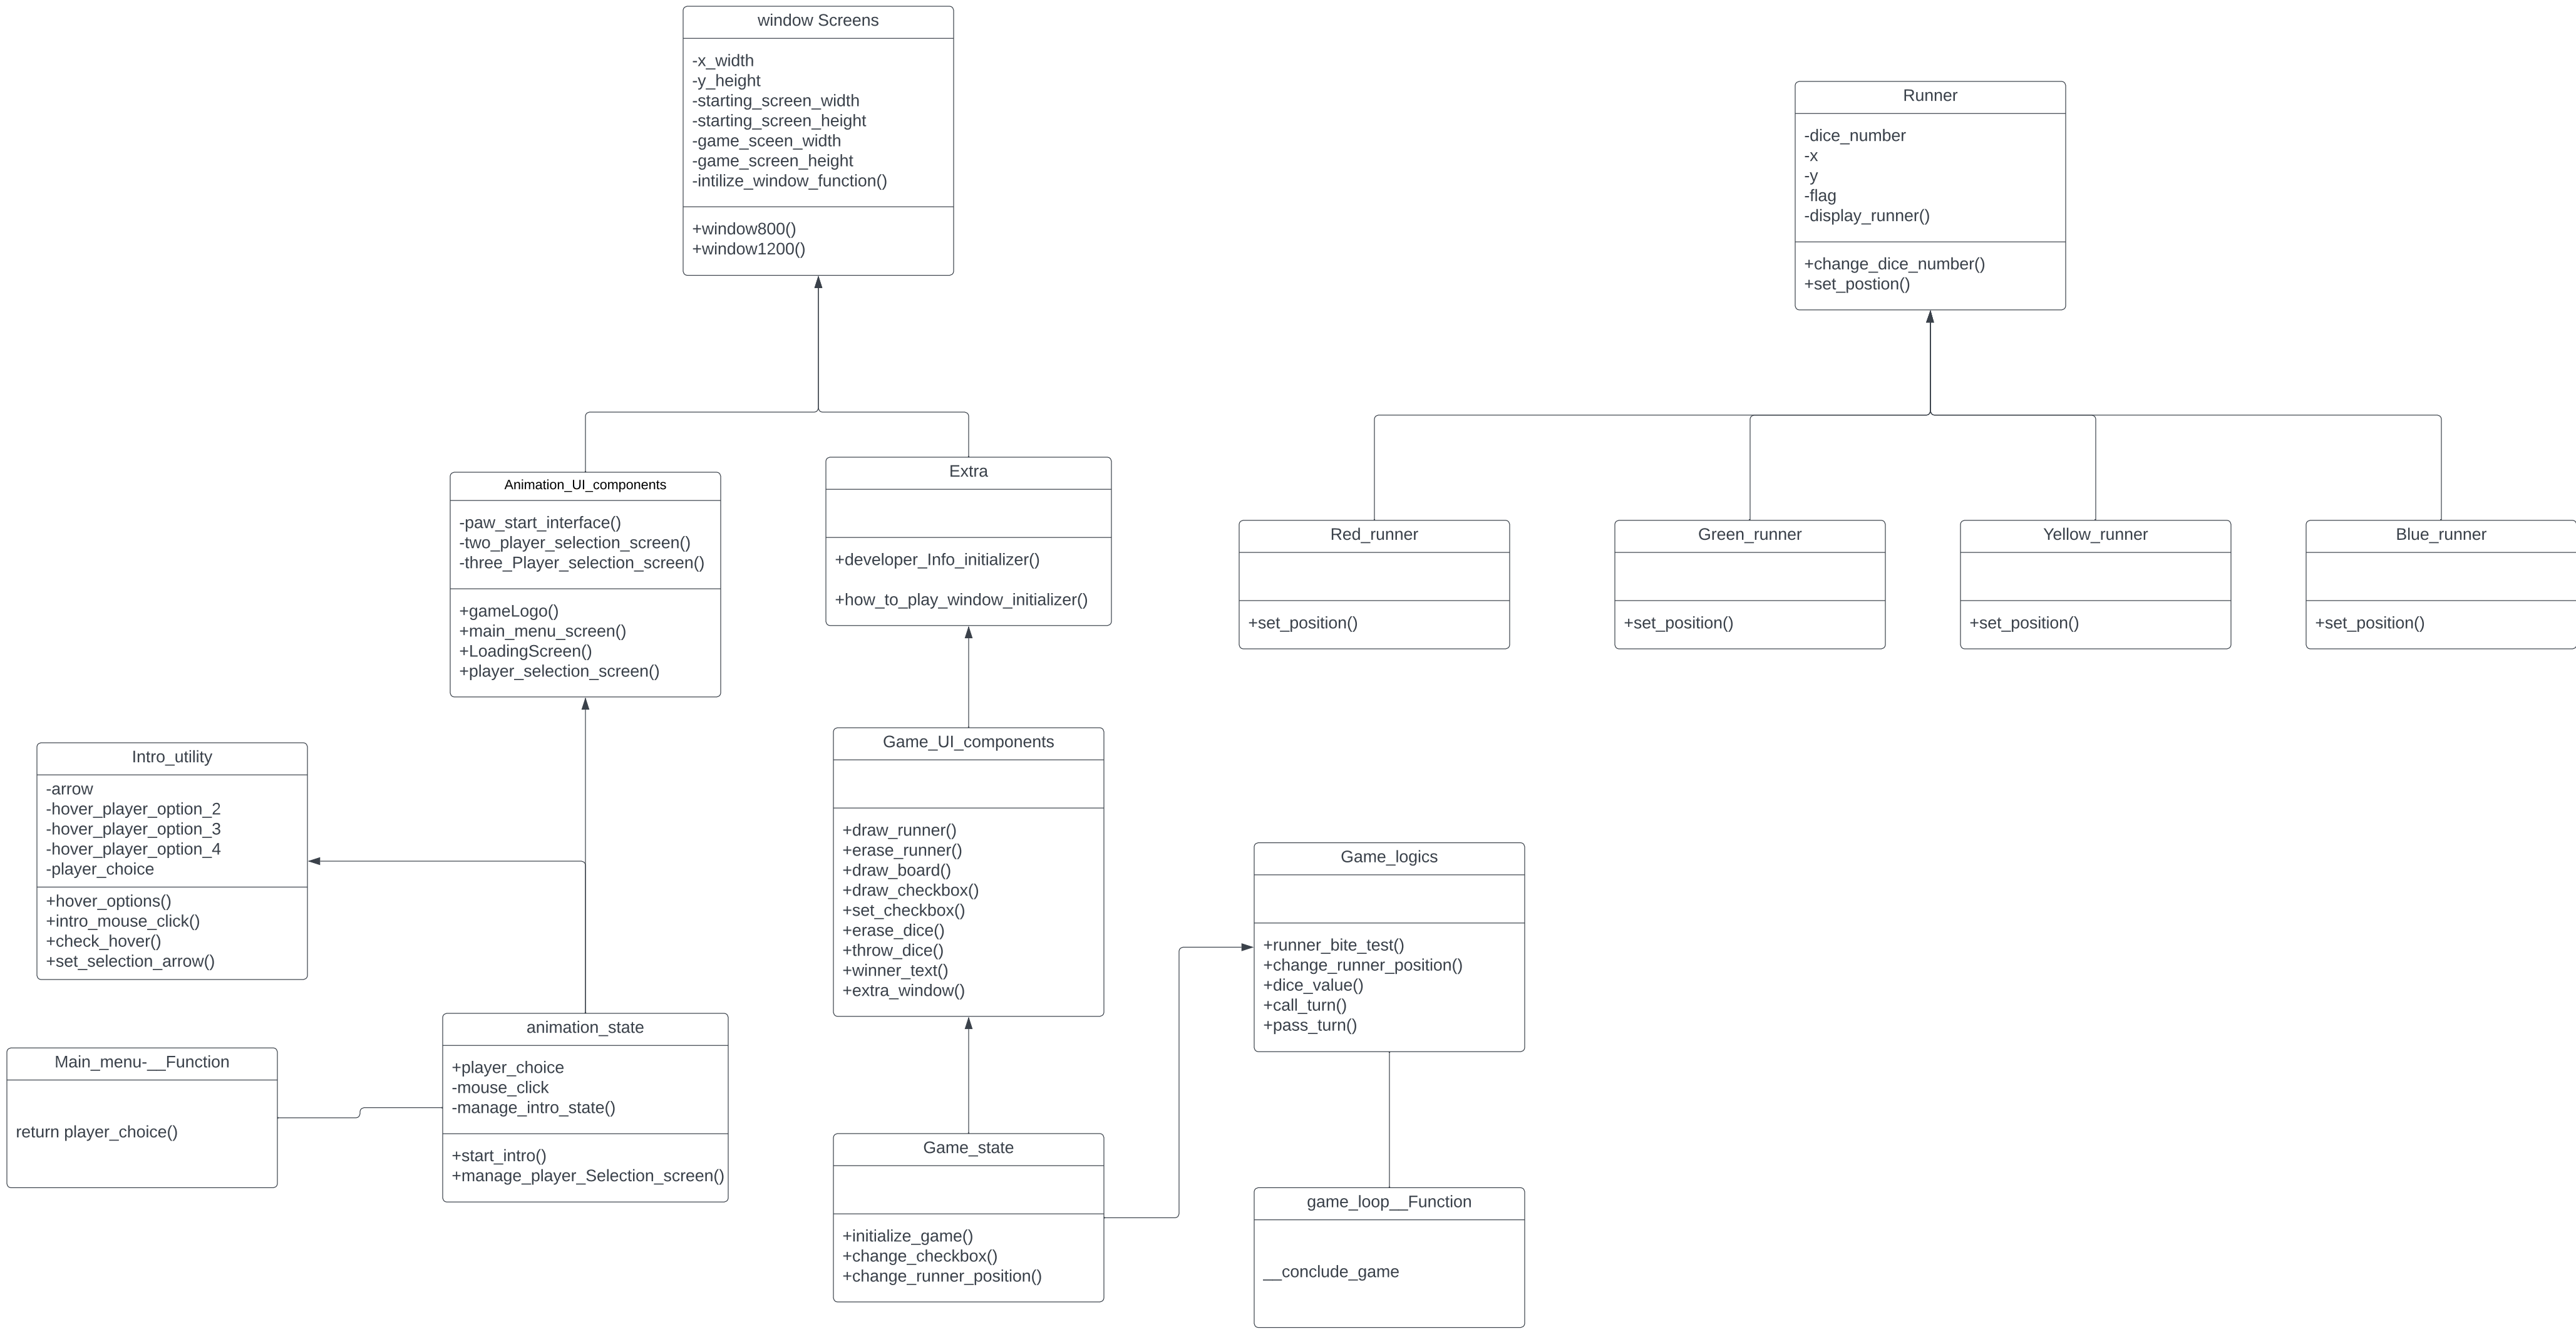 window Screens
-x_width
-y_height
-starting_screen_width
-starting_screen_height
-game_sceen_width
-game_screen_height
-intilize_window_function()
+window800()
+window1200()
Runner
-dice_number
-x
-y
-flag
-display_runner()
+change_dice_number()
+set_postion()
Animation_UI_components
-paw_start_interface()
-two_player_selection_screen()
-three_Player_selection_screen()
+gameLogo()
+main_menu_screen()
+LoadingScreen()
+player_selection_screen()
Extra
+developer_Info_initializer()
+how_to_play_window_initializer()
Red_runner
+set_position()
Green_runner
+set_position()
Yellow_runner
+set_position()
Blue_runner
+set_position()
Intro_utility
-arrow
-hover_player_option_2
-hover_player_option_3
-hover_player_option_4
-player_choice
+hover_options()
+intro_mouse_click()
+check_hover()
+set_selection_arrow()
Game_UI_components
+draw_runner()
+erase_runner()
+draw_board()
+draw_checkbox()
+set_checkbox()
+erase_dice()
+throw_dice()
+winner_text()
+extra_window()
Game_logics
+runner_bite_test()
+change_runner_position()
+dice_value()
+call_turn()
+pass_turn()
Main_menu-__Function
return player_choice()
animation_state
+player_choice
-mouse_click
-manage_intro_state()
+start_intro()
+manage_player_Selection_screen()
Game_state
+initialize_game()
+change_checkbox()
+change_runner_position()
game_loop__Function
__conclude_game